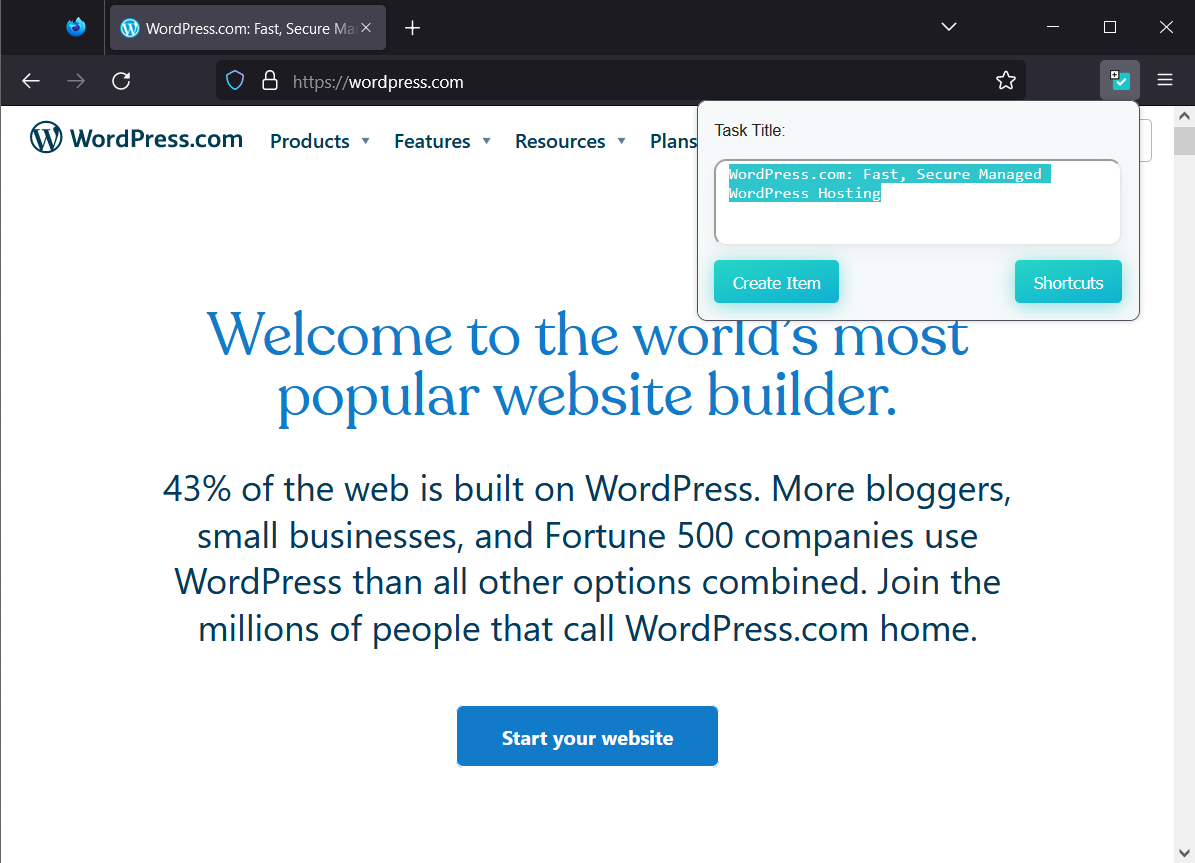 WordPress.com: Fast, Secure Ma
https://wordpress.com
WordPress.com
Products
Features
Resources
Plans
Task Title:
WordPress.com: Fast, Secure Managed
WordPress Hosting
Create Item
Shortcuts
Welcome to the world's most
popular website builder.
43% of the web is built on WordPress. More bloggers,
small businesses, and Fortune 500 companies use
WordPress than all other options combined. Join the
millions of people that call WordPress.com home.
Start your website